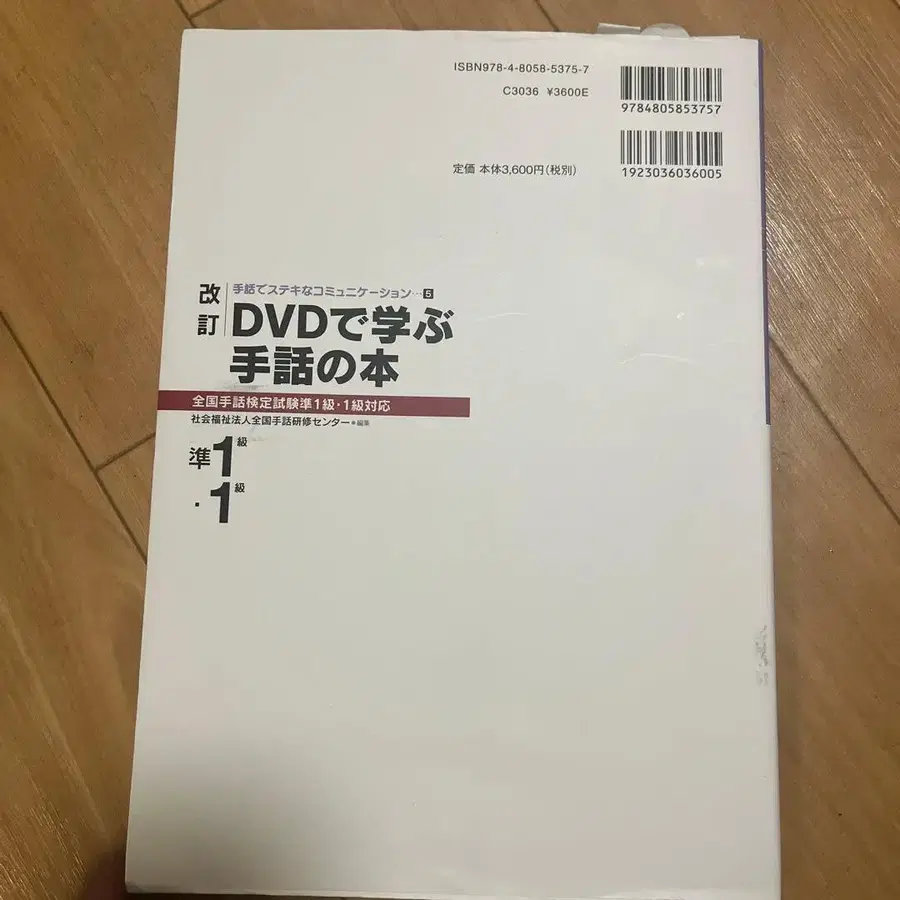 ISBN978-4-8058-5375-7
C3036 ¥3600E
9784805853757
定価 本体3,600円(税別)
1923036036005
改訂
手話でステキなコミュニケーション…5
DVDで学ぶ
手話の本
全国手話検定試験準1級・1級対応
社会福祉法人全国手話研修センター●編集
準1級
・1級